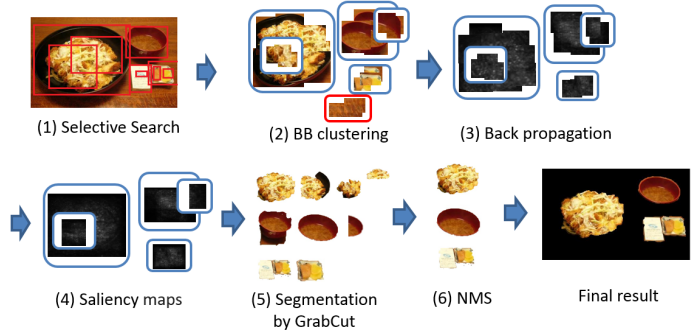 (1) Selective Search
(2) BB clustering
(3) Back propagation
(4) Saliency maps
(5) Segmentation
by GrabCut
(6) NMS
Final result